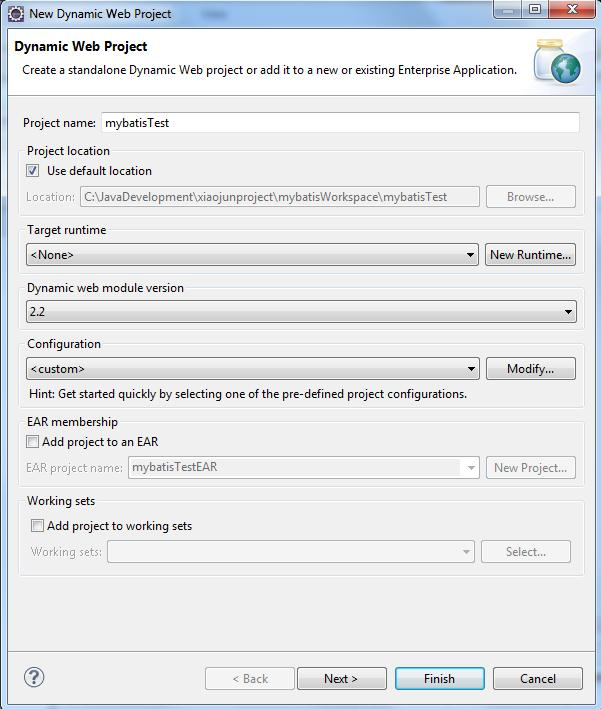 New Dynamic Web Project
Dynamic Web Project
Create a standalone Dynamic Web project or add it to a new or existing Enterprise Application.
Project name: mybatisTest
Project location
Use default location
Location: C:\JavaDevelopment\xiaojunproject\mybatisWorkspace\mybatisTest Browse...
Target runtime
<None> New Runtime...
Dynamic web module version
2.2
Configuration
<custom> Modify...
Hint: Get started quickly by selecting one of the pre-defined project configurations.
EAR membership
Add project to an EAR
EAR project name: mybatisTestEAR New Project...
Working sets
Add project to working sets
Working sets: Select...
? < Back Next > Finish Cancel